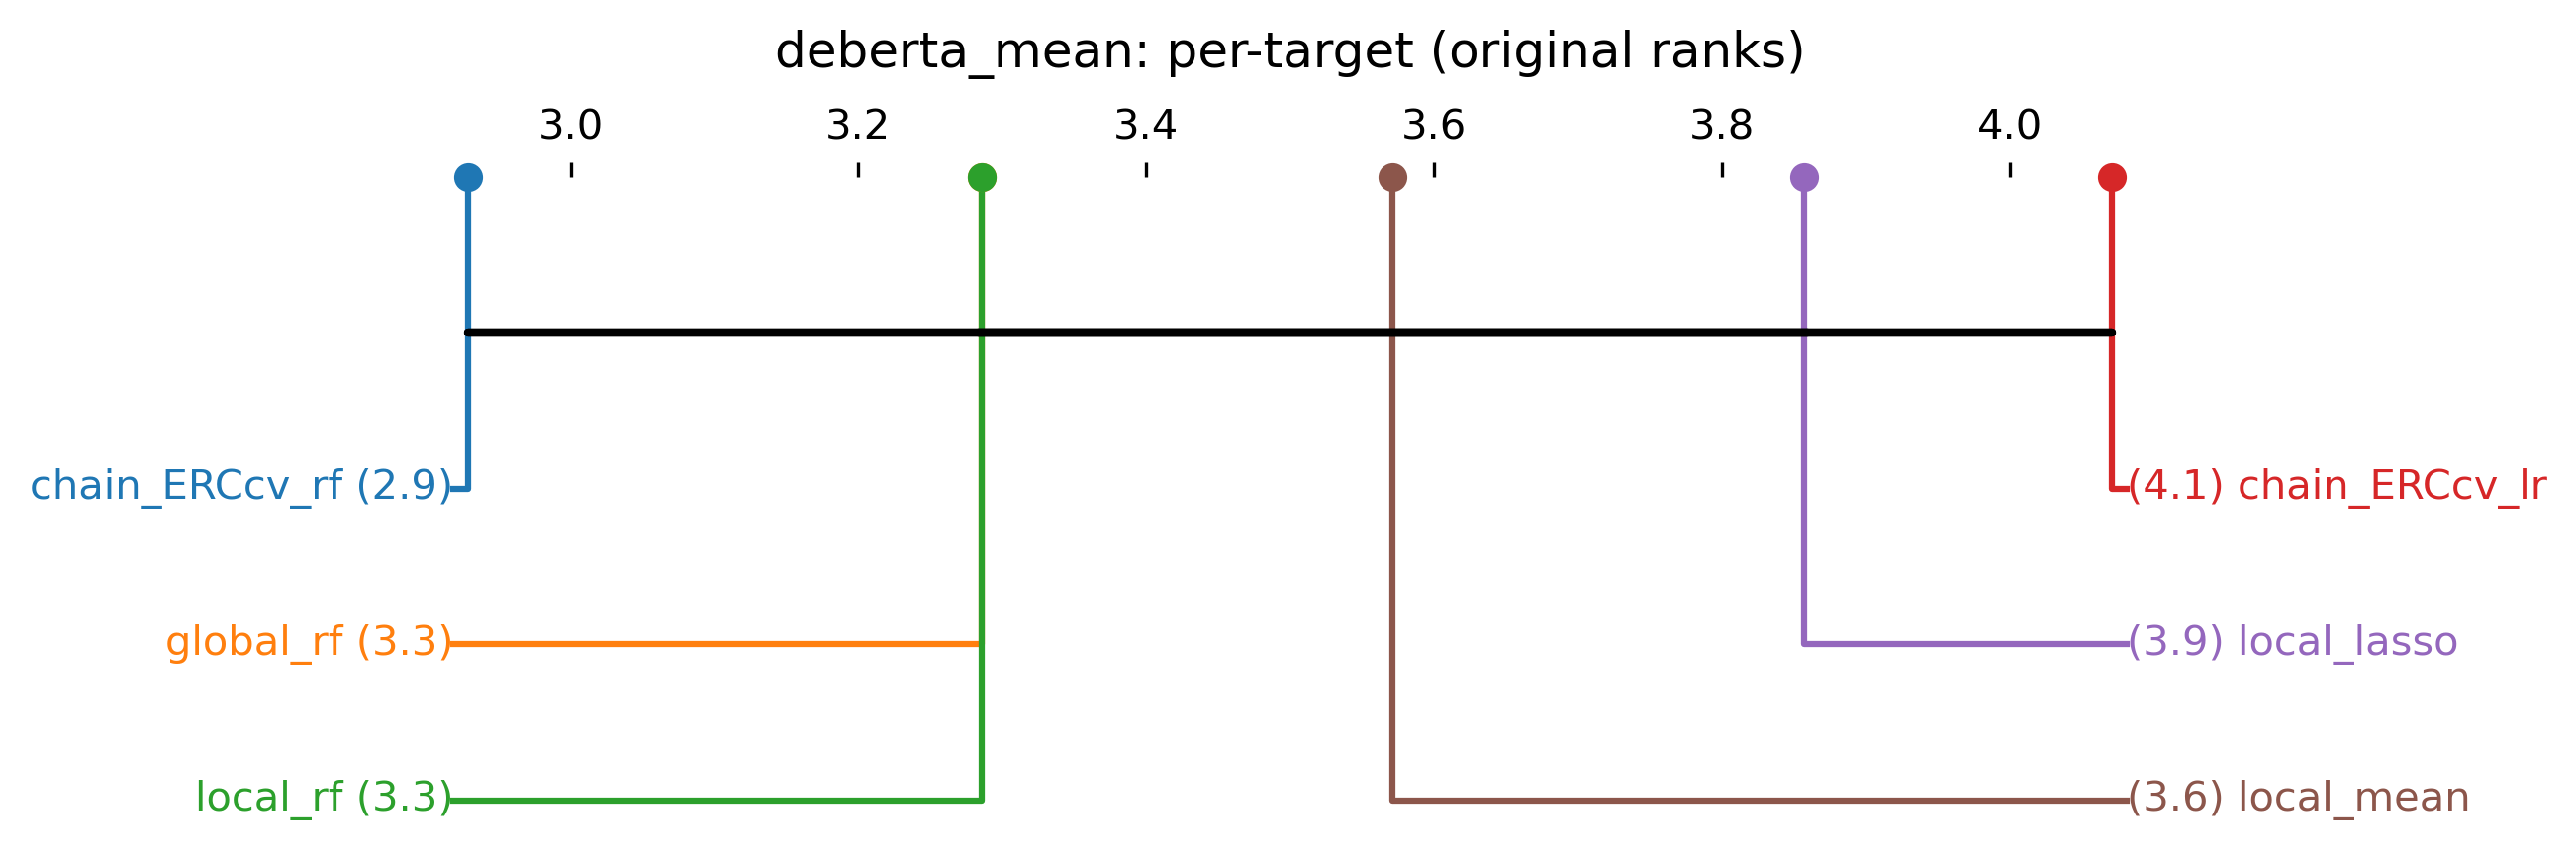 deberta_mean: per-target (original ranks)
3.0 3.2 3.4 3.6 3.8 4.0
chain_ERCcv_rf (2.9) (4.1) chain_ERCcv_lr
global_rf (3.3) (3.9) local_lasso
local_rf (3.3) (3.6) local_mean